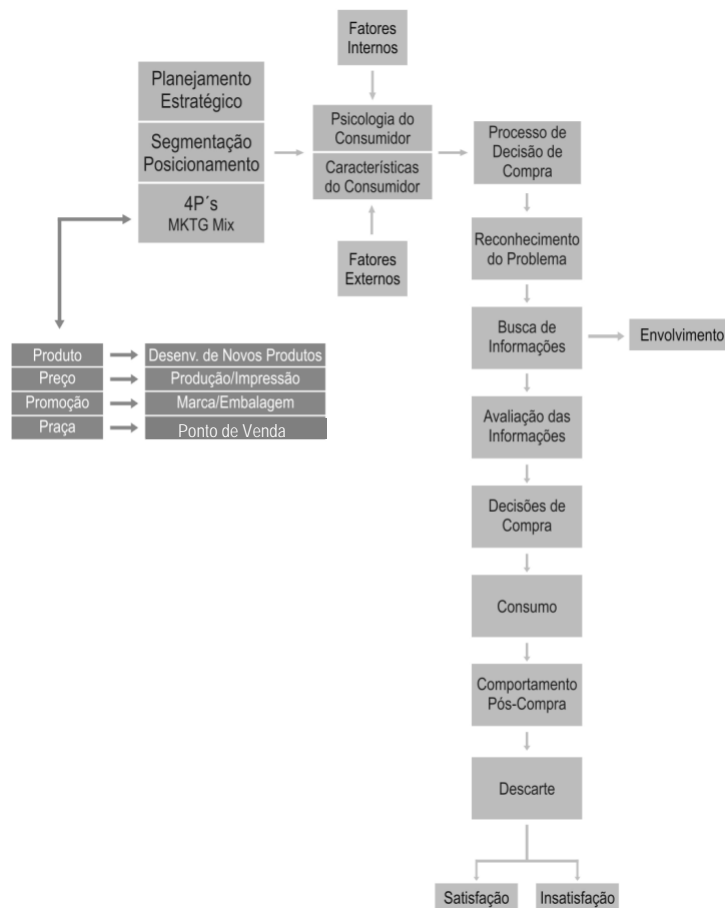 Fatores
Internos
Planejamento
Estratégico
Segmentação
Posicionamento
4P´s
MKTG Mix
Psicologia do
Consumidor
Características
do Consumidor
Fatores
Externos
Processo de
Decisão de
Compra
Reconhecimento
do Problema
Busca de
Informações
Envolvimento
Produto
Desenv. de Novos Produtos
Preço
Produção/Impressão
Promoção
Marca/Embalagem
Praça
Ponto de Venda
Avaliação das
Informações
Decisões de
Compra
Consumo
Comportamento
Pós-Compra
Descarte
Satisfação
Insatisfação